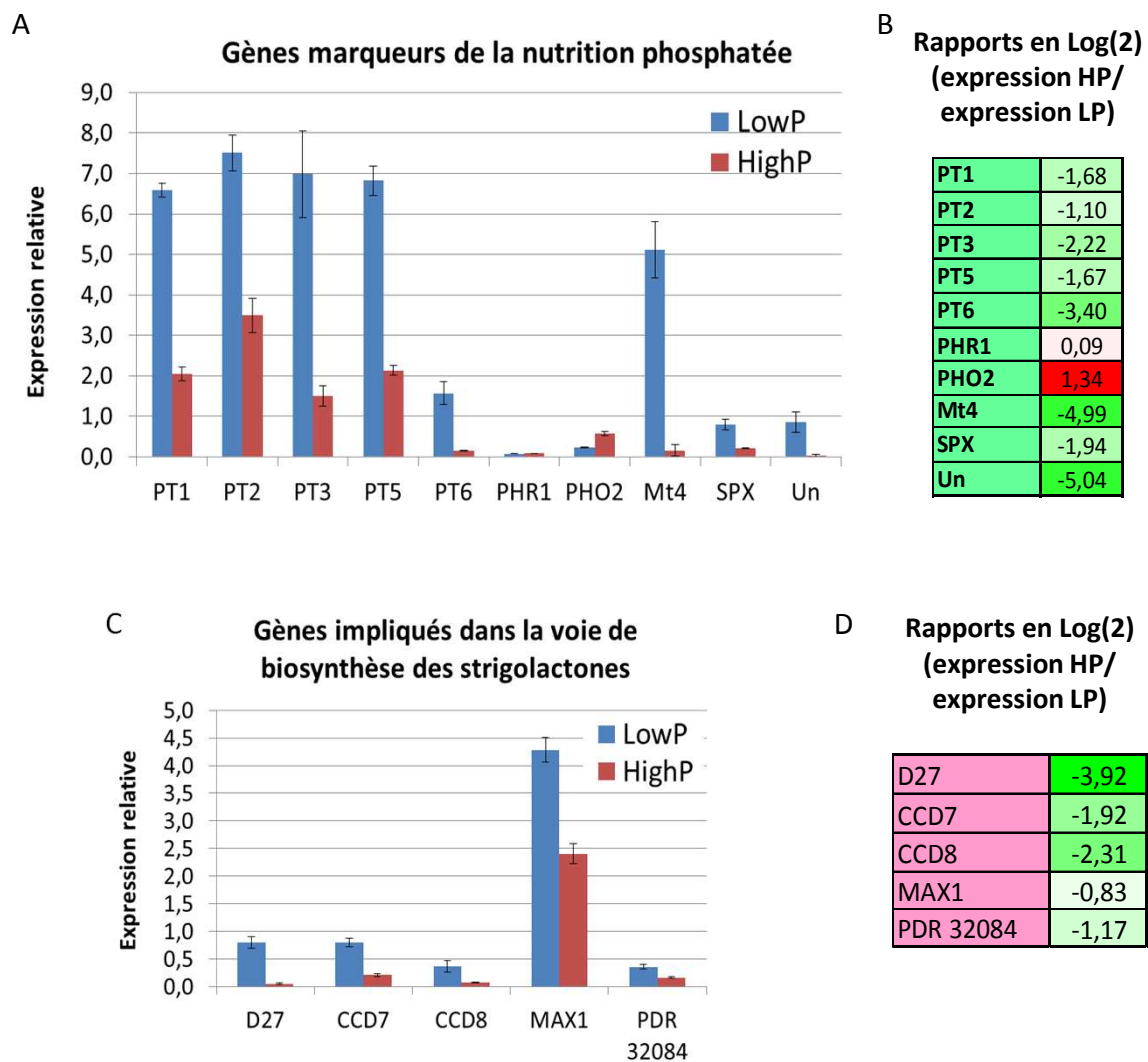 A
Gènes marqueurs de la nutrition phosphatée
9,0
8,0
7,0
6,0
5,0
4,0
3,0
2,0
1,0
0,0
Expression relative
LowP
HighP
PT1 PT2 PT3 PT5 PT6 PHR1 PHO2 Mt4 SPX Un
B
Rapports en Log(2)
(expression HP/
expression LP)
PT1 -1,68
PT2 -1,10
PT3 -2,22
PT5 -1,67
PT6 -3,40
PHR1 0,09
PHO2 1,34
Mt4 -4,99
SPX -1,94
Un -5,04
C
Gènes impliqués dans la voie de
biosynthèse des strigolactones
5,0
4,5
4,0
3,5
3,0
2,5
2,0
1,5
1,0
0,5
0,0
Expression relative
LowP
HighP
D27 CCD7 CCD8 MAX1 PDR
32084
D
Rapports en Log(2)
(expression HP/
expression LP)
D27 -3,92
CCD7 -1,92
CCD8 -2,31
MAX1 -0,83
PDR 32084 -1,17